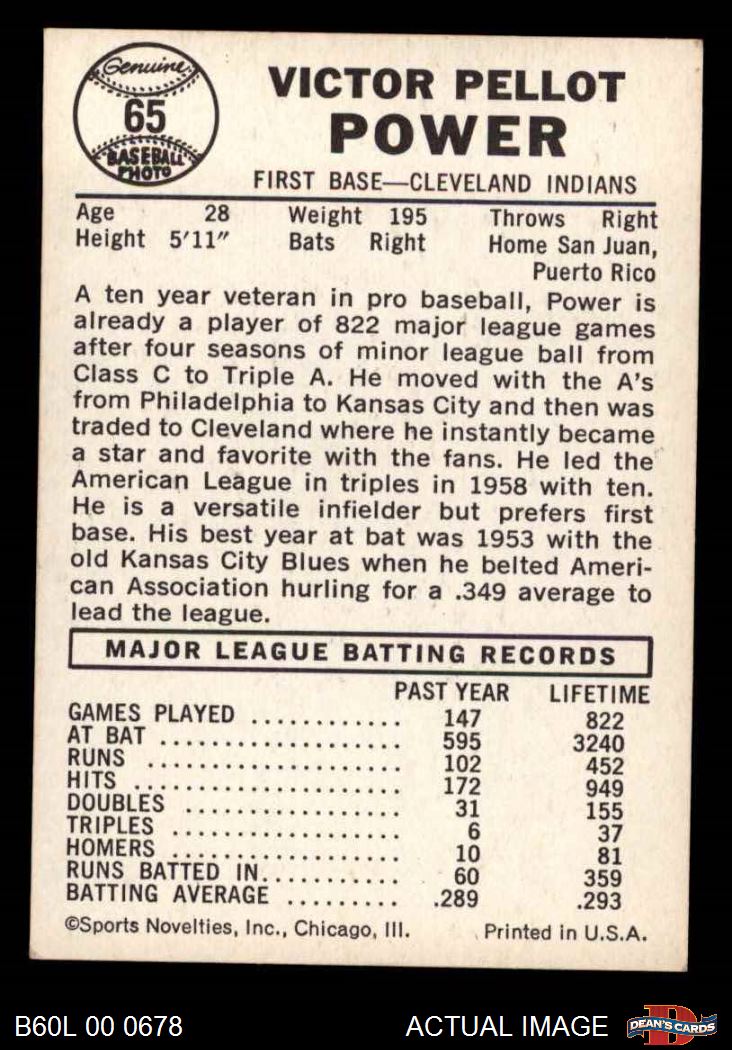 Genuine
65
BASEBALL
PHOTO
VICTOR PELLOT
POWER
FIRST BASE—CLEVELAND INDIANS
Age 28 Weight 195 Throws Right
Height 5'11" Bats Right Home San Juan,
Puerto Rico
A ten year veteran in pro baseball, Power is
already a player of 822 major league games
after four seasons of minor league ball from
Class C to Triple A. He moved with the A's
from Philadelphia to Kansas City and then was
traded to Cleveland where he instantly became
a star and favorite with the fans. He led the
American League in triples in 1958 with ten.
He is a versatile infielder but prefers first
base. His best year at bat was 1953 with the
old Kansas City Blues when he belted Ameri-
can Association hurling for a .349 average to
lead the league.
MAJOR LEAGUE BATTING RECORDS
PAST YEAR LIFETIME
GAMES PLAYED ............ 147 822
AT BAT .................... 595 3240
RUNS ..................... 102 452
HITS ...................... 172 949
DOUBLES .................. 31 155
TRIPLES ................... 6 37
HOMERS ................... 10 81
RUNS BATTED IN............ 60 359
BATTING AVERAGE ......... .289 .293
©Sports Novelties, Inc., Chicago, Ill. Printed in U.S.A.
B60L 00 0678 ACTUAL IMAGE D DEAN'S CARDS